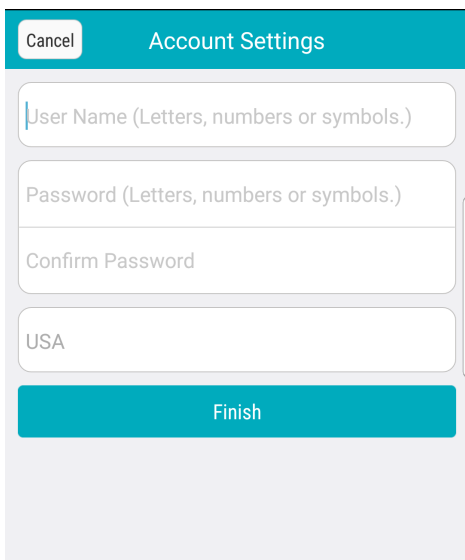 Cancel
Account Settings
User Name (Letters, numbers or symbols.)
Password (Letters, numbers or symbols.)
Confirm Password
USA
Finish